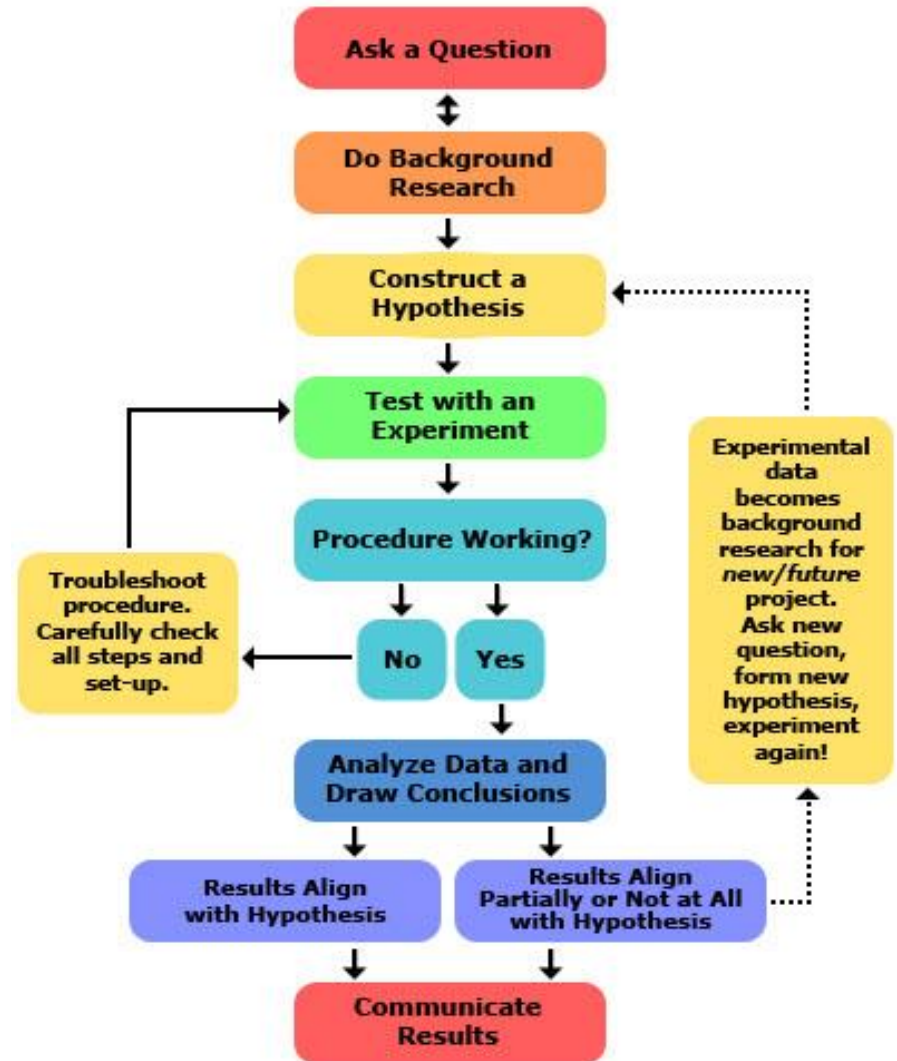 Ask a Question
Do Background
Research
Construct a
Hypothesis
Test with an
Experiment
Procedure Working?
No
Yes
Troubleshoot
procedure.
Carefully check
all steps and
set-up.
Experimental
data
becomes
background
research for
new/future
project.
Ask new
question,
form new
hypothesis,
experiment
again!
Analyze Data and
Draw Conclusions
Results Align
with Hypothesis
Results Align
Partially or Not at All
with Hypothesis
Communicate
Results